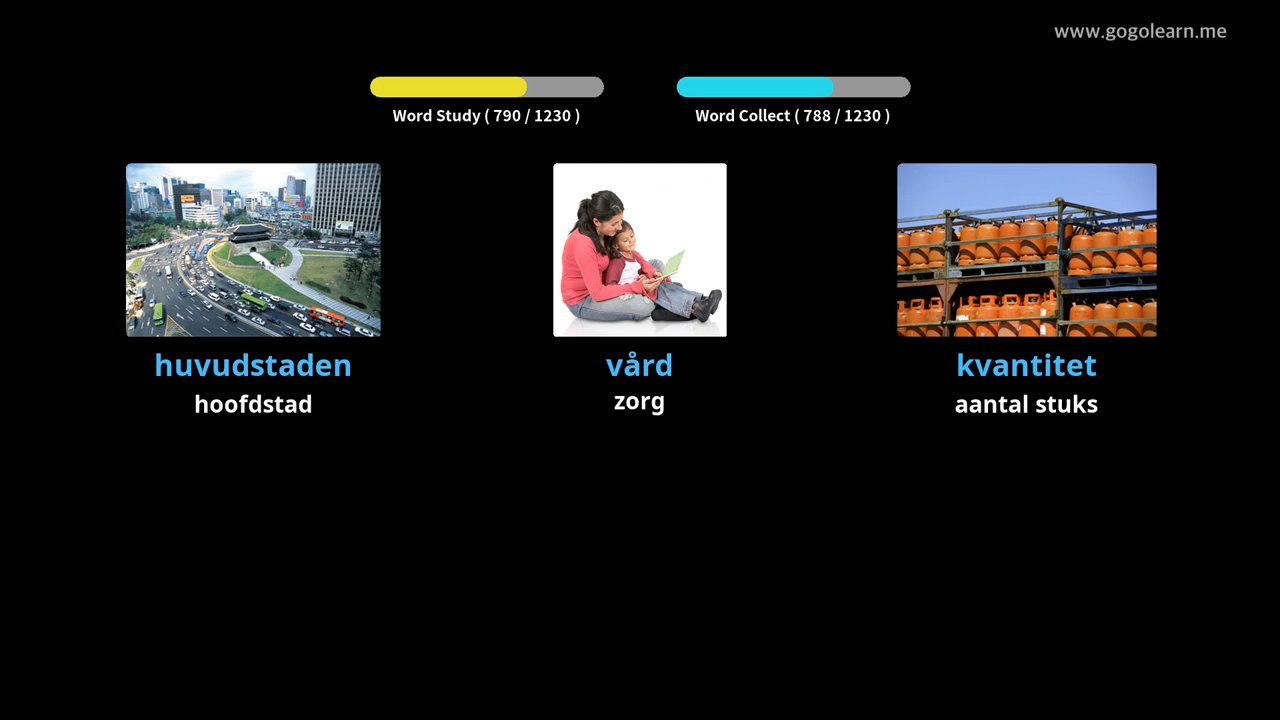 www.gogolearn.me
Word Study ( 790 / 1230 )
Word Collect ( 788 / 1230 )
huvudstaden
hoofdstad
vård
zorg
kvantitet
aantal stuks